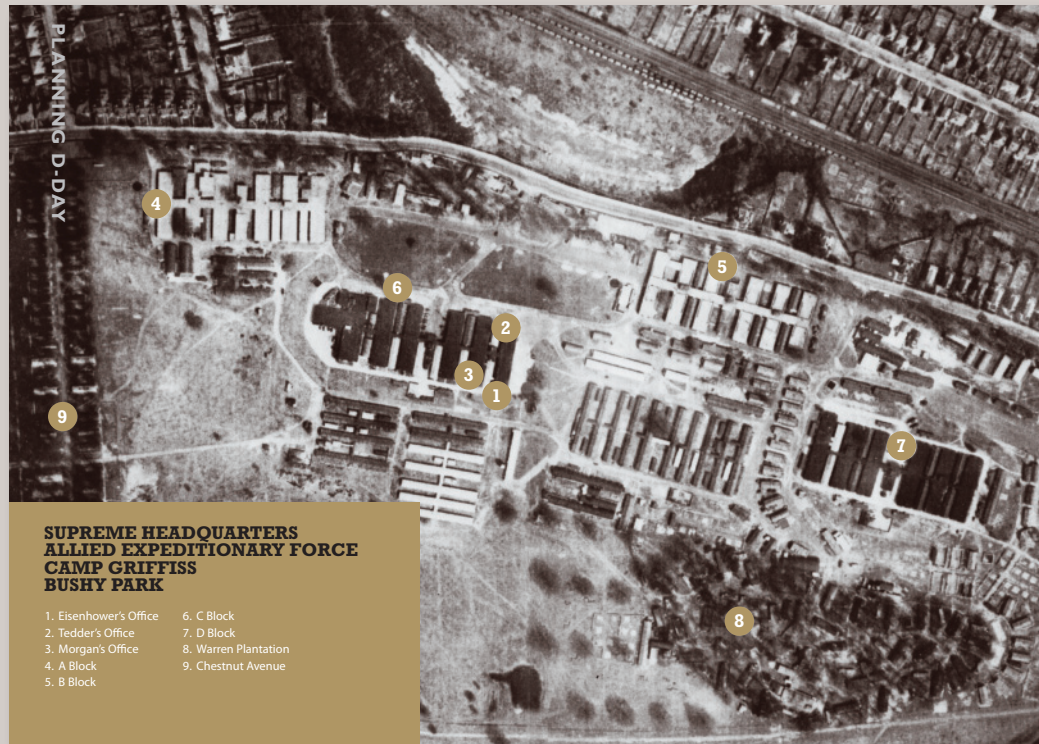 PLANNING D-DAY
4
5
6
2
3
1
9
7
8
SUPREME HEADQUARTERS
ALLIED EXPEDITIONARY FORCE
CAMP GRIFFISS
BUSHY PARK
1. Eisenhower's Office
2. Tedder's Office
3. Morgan's Office
4. A Block
5. B Block
6. C Block
7. D Block
8. Warren Plantation
9. Chestnut Avenue